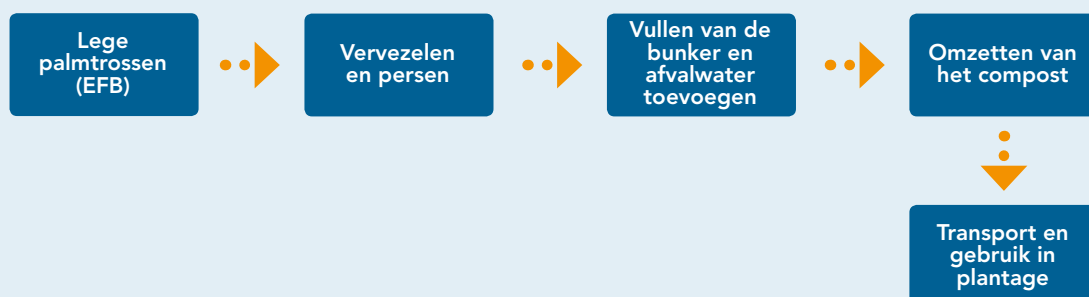 Lege
palmtrossen
(EFB)
Vervezelen
en persen
Vullen van de
bunker en
afvalwater
toevoegen
Omzetten van
het compost
Transport en
gebruik in
plantage